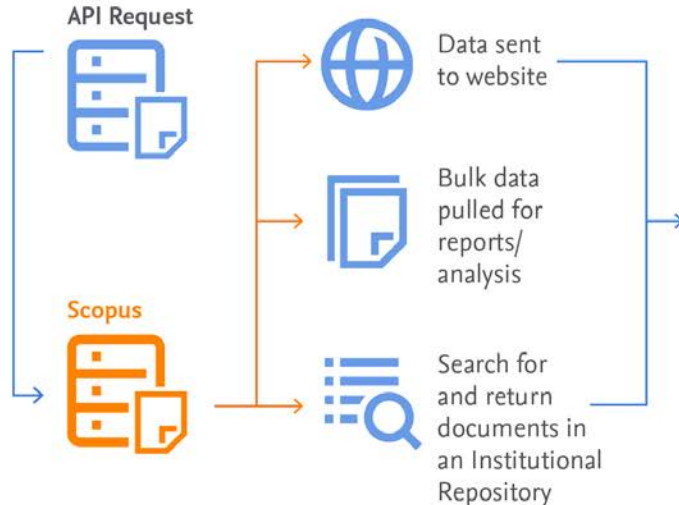 API Request
Data sent
to website
Bulk data
pulled for
reports/
analysis
Scopus
Search for
and return
documents in
an Institutional
Repository